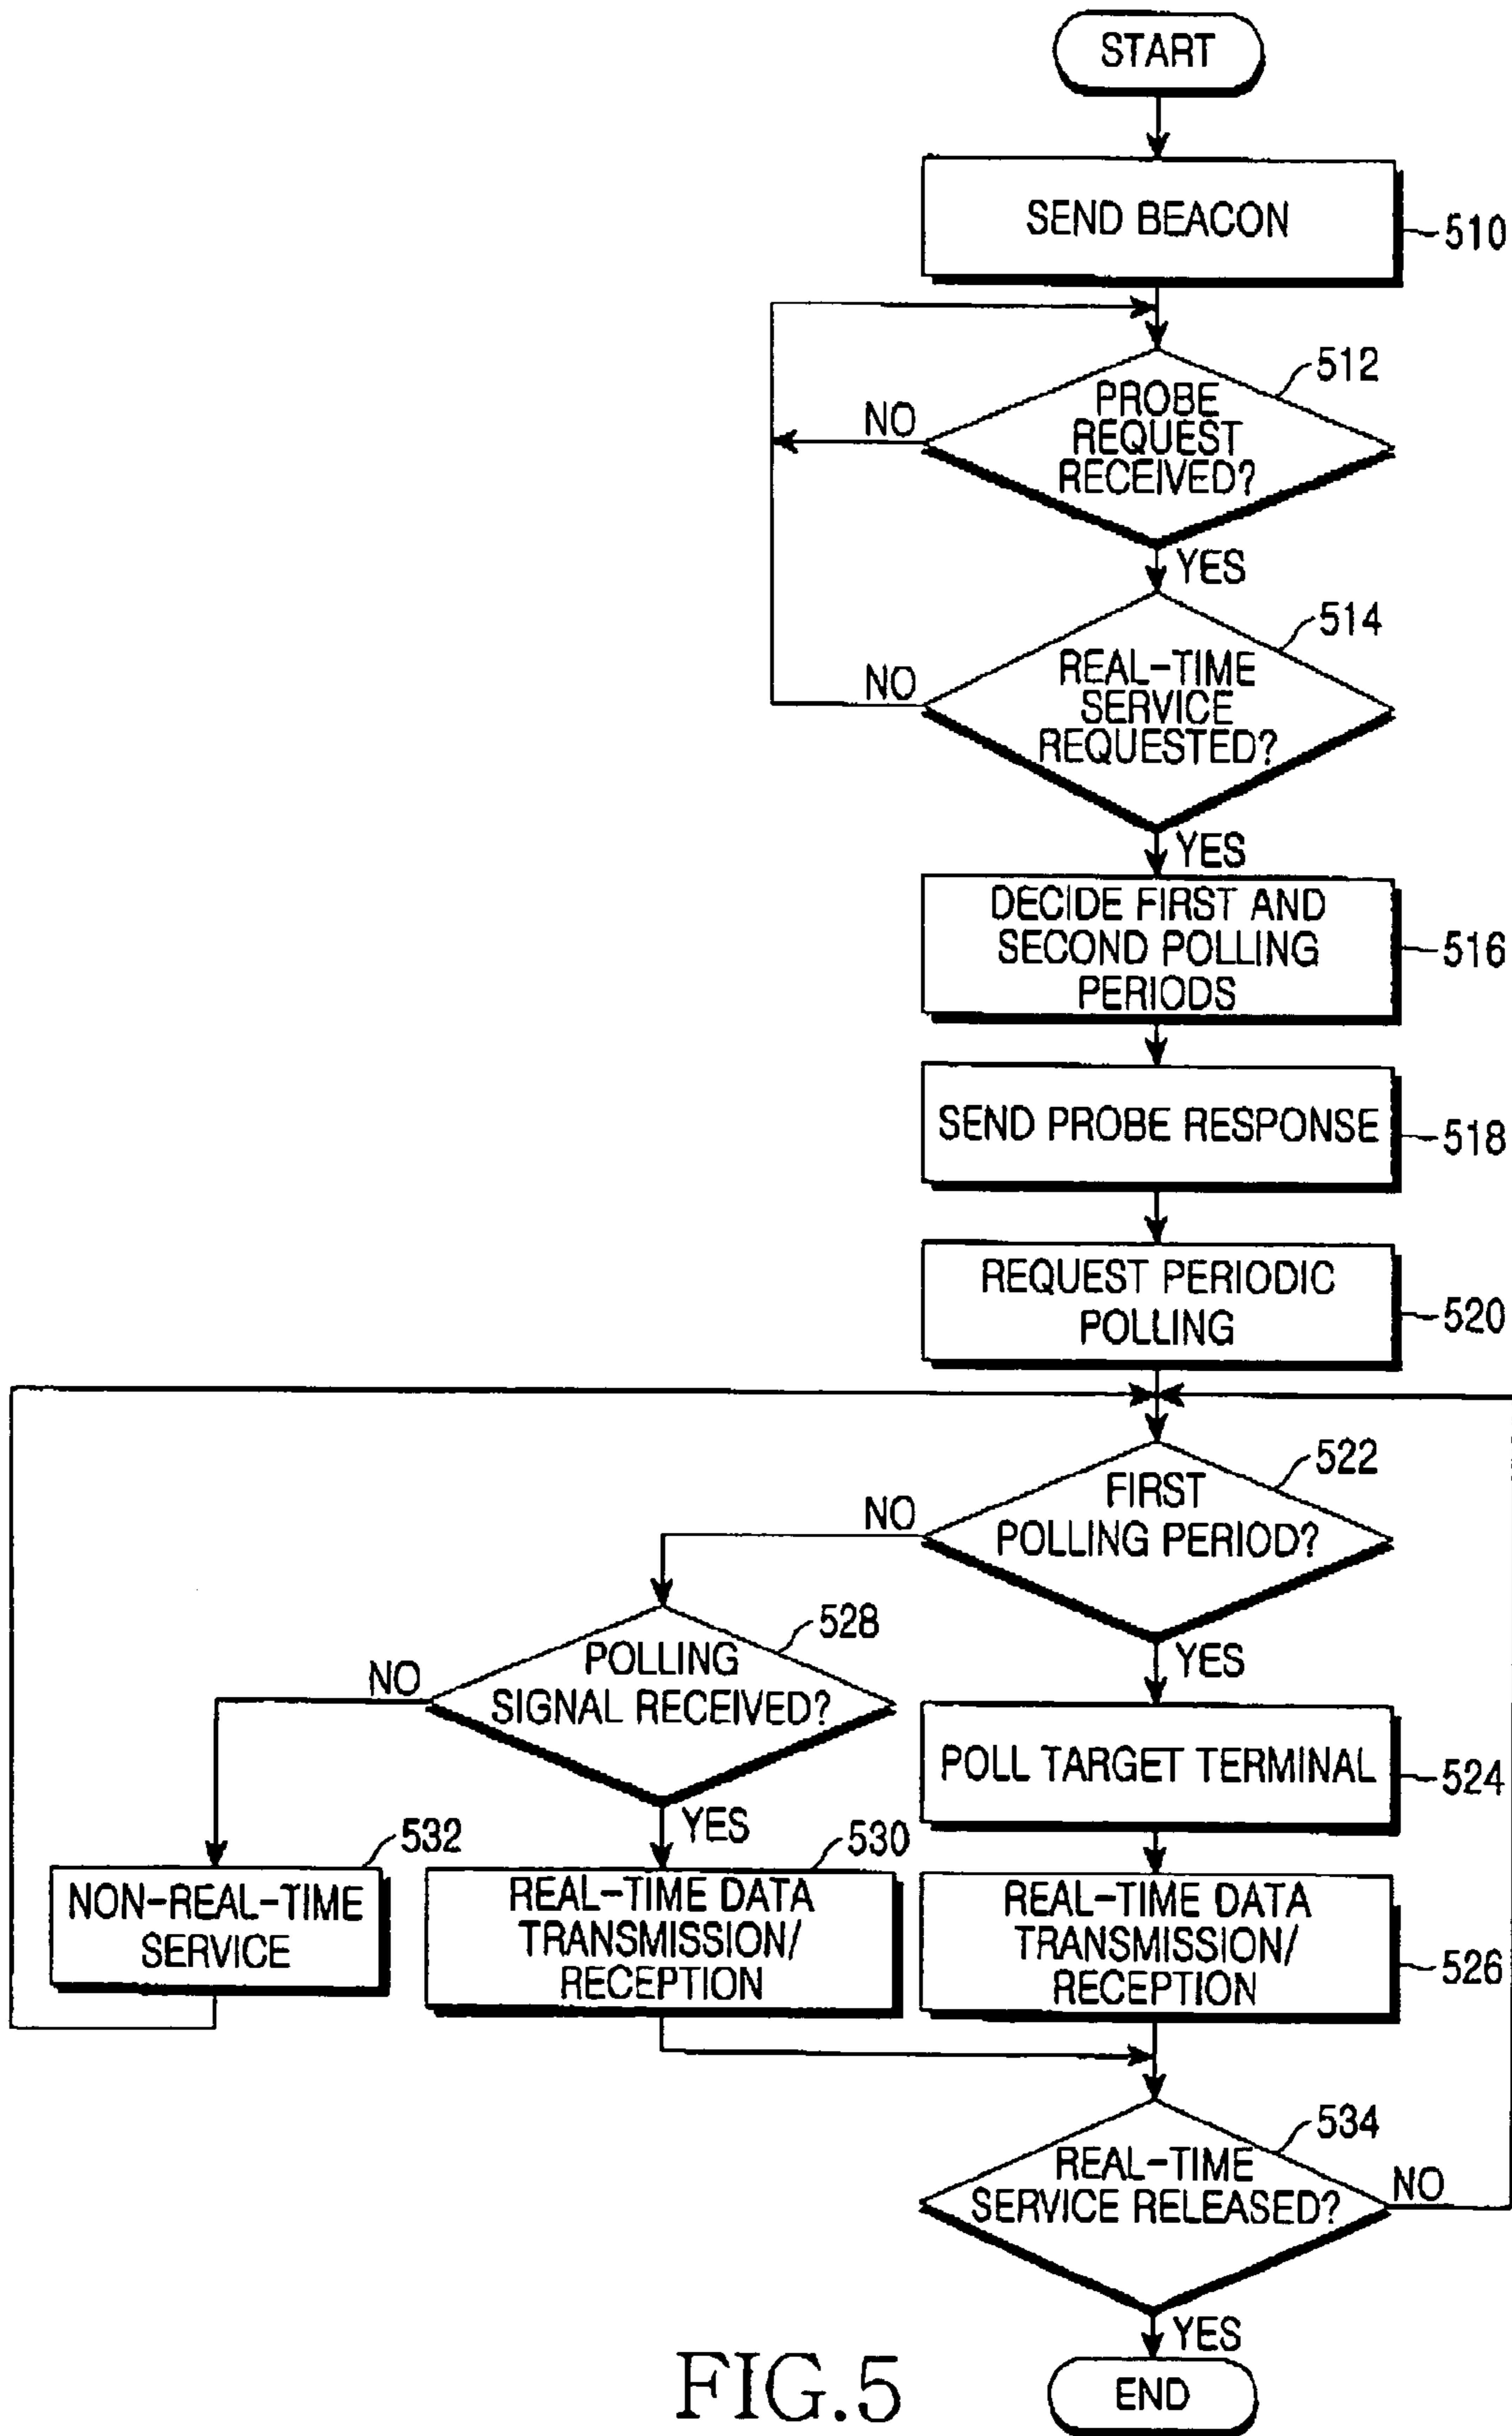 START
SEND BEACON
510
512
PROBE
REQUEST
RECEIVED?
NO
YES
514
REAL-TIME
SERVICE
REQUESTED?
NO
YES
DECIDE FIRST AND
SECOND POLLING
PERIODS
516
SEND PROBE RESPONSE
518
REQUEST PERIODIC
POLLING
520
522
FIRST
POLLING PERIOD?
NO
YES
528
POLLING
SIGNAL RECEIVED?
NO
YES
POLL TARGET TERMINAL
524
532
NON-REAL-TIME
SERVICE
530
REAL-TIME DATA
TRANSMISSION/
RECEPTION
REAL-TIME DATA
TRANSMISSION/
RECEPTION
526
534
REAL-TIME
SERVICE RELEASED?
NO
YES
END
FIG.5